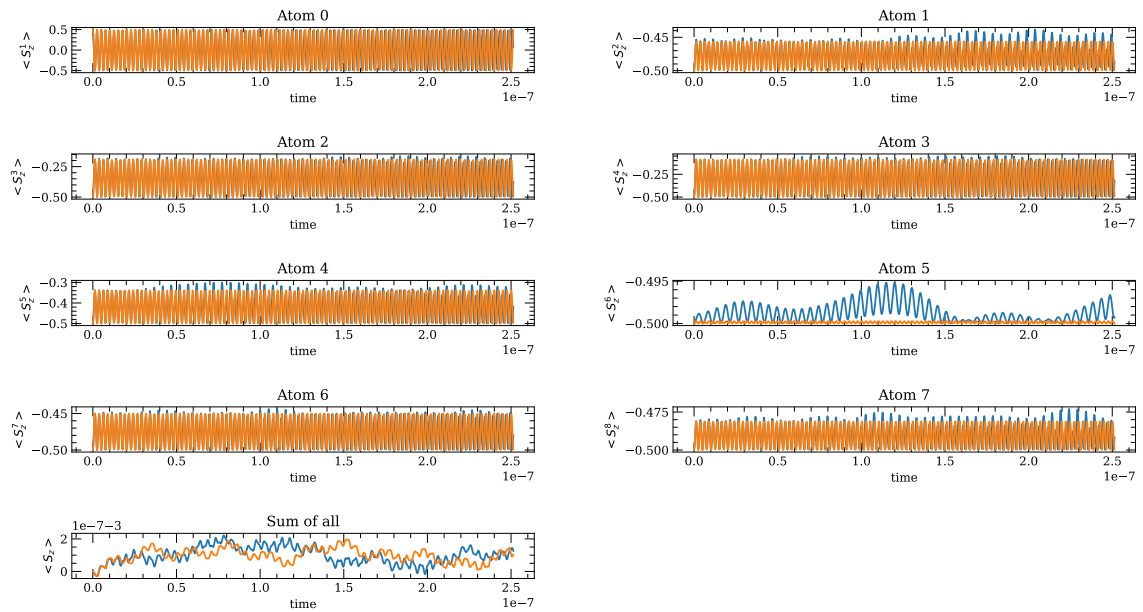 Atom 0
< S_z^1 >
0.5
0.0
−0.5
0.0 0.5 1.0 1.5 2.0 2.5
time
1e−7
Atom 1
< S_z^2 >
−0.45
−0.50
0.0 0.5 1.0 1.5 2.0 2.5
time
1e−7
Atom 2
< S_z^3 >
−0.25
−0.50
0.0 0.5 1.0 1.5 2.0 2.5
time
1e−7
Atom 3
< S_z^4 >
−0.25
−0.50
0.0 0.5 1.0 1.5 2.0 2.5
time
1e−7
Atom 4
< S_z^5 >
−0.3
−0.4
−0.5
0.0 0.5 1.0 1.5 2.0 2.5
time
1e−7
Atom 5
< S_z^6 >
−0.495
−0.500
0.0 0.5 1.0 1.5 2.0 2.5
time
1e−7
Atom 6
< S_z^7 >
−0.45
−0.50
0.0 0.5 1.0 1.5 2.0 2.5
time
1e−7
Atom 7
< S_z^8 >
−0.475
−0.500
0.0 0.5 1.0 1.5 2.0 2.5
time
1e−7
Sum of all
1e−7−3
< S_z >
2
0
0.0 0.5 1.0 1.5 2.0 2.5
time
1e−7